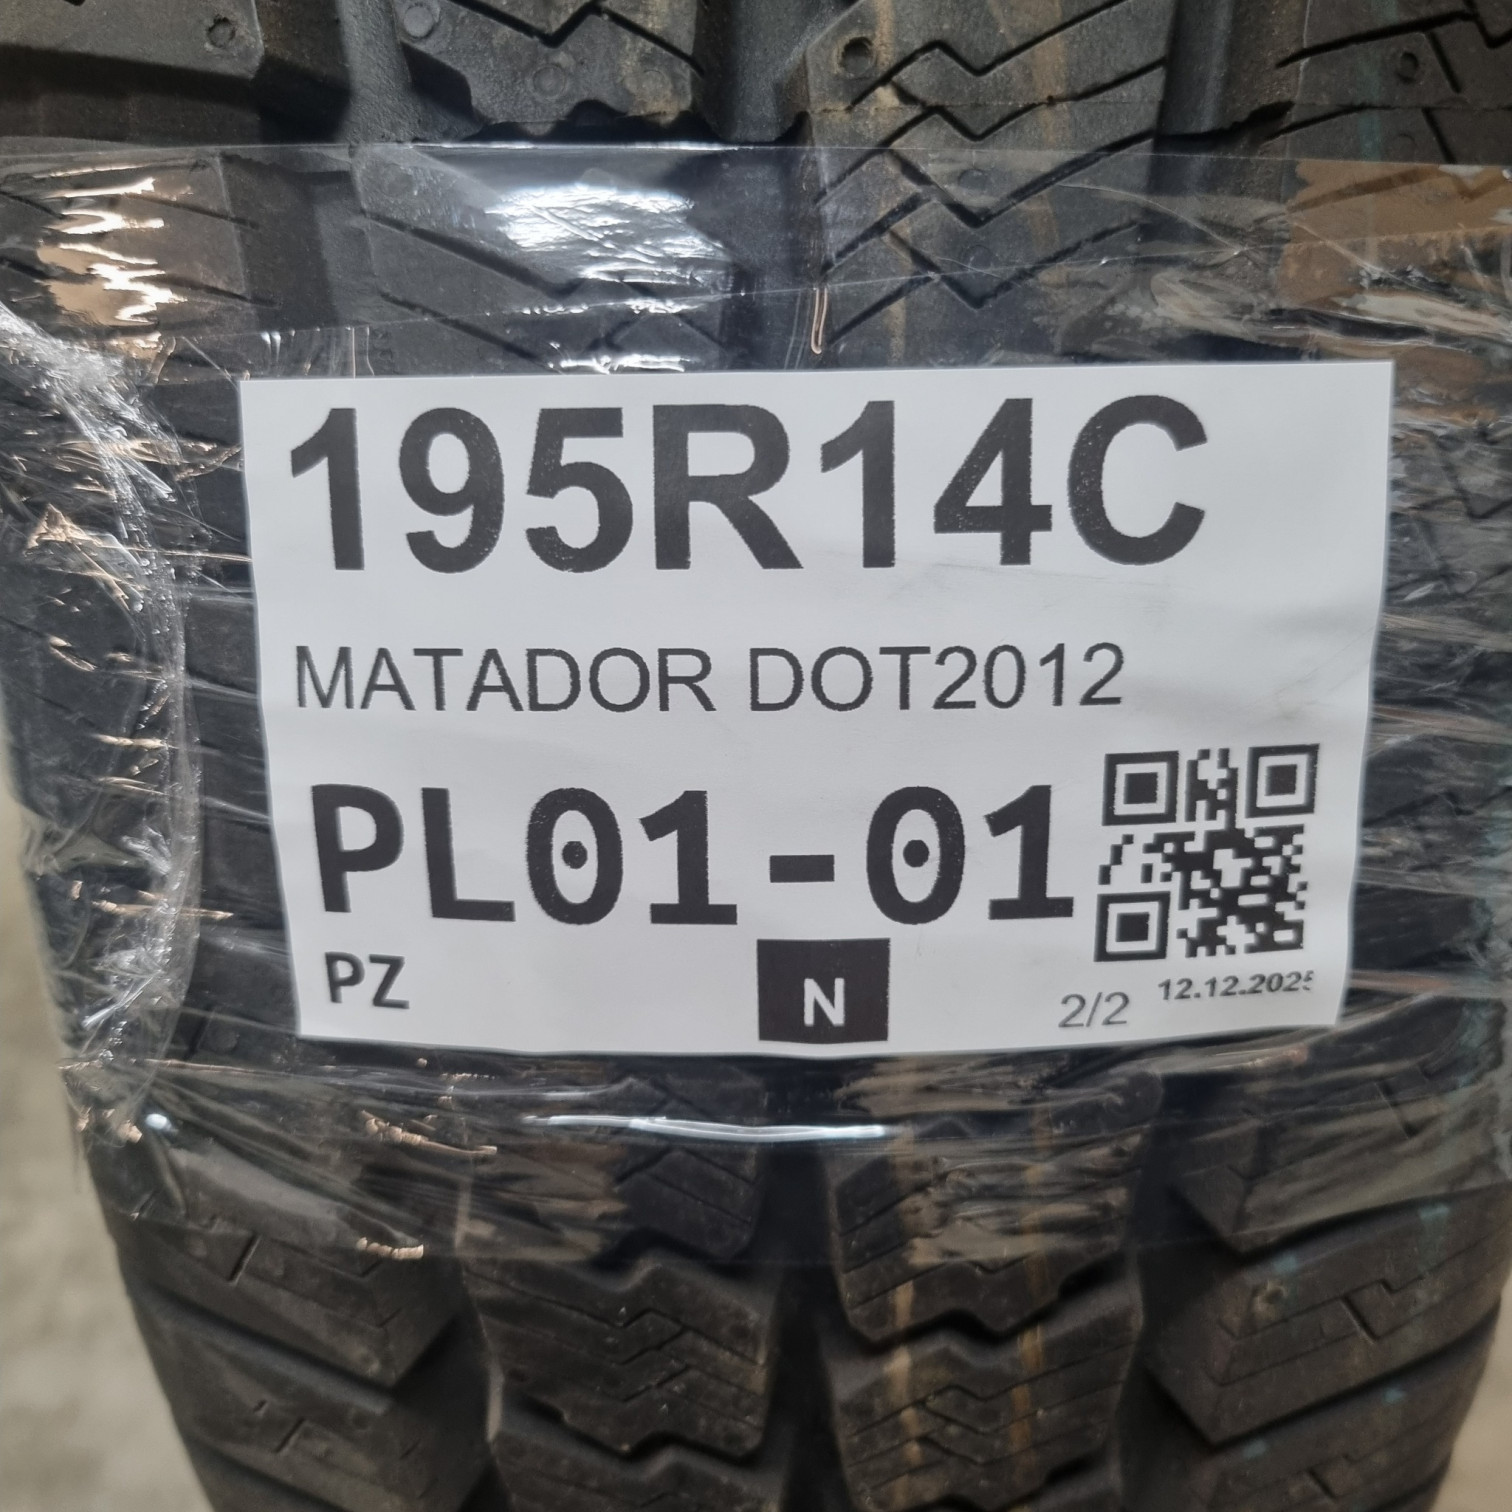 195R14C
MATADOR DOT2012
PL01-01
PZ
N
2/2
12.12.2025